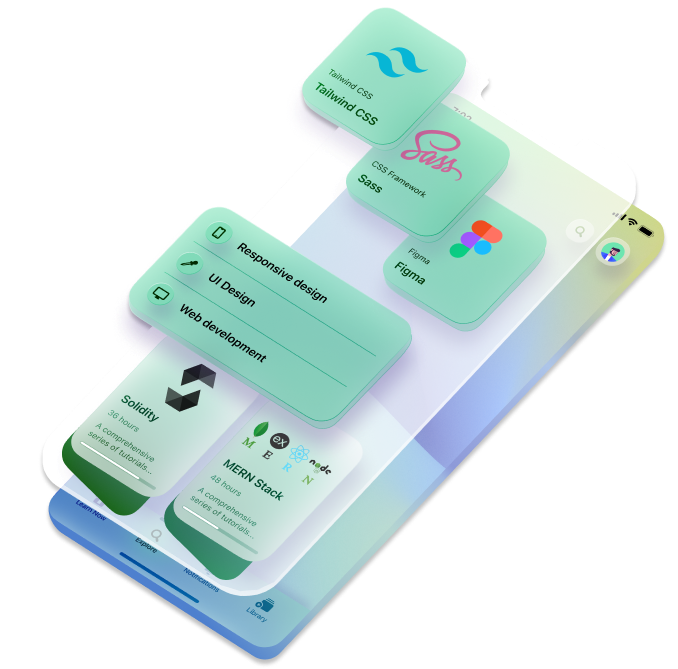 Tailwind CSS
Tailwind CSS
Sass
CSS Framework
Sass
Figma
Figma
Responsive design
UI Design
Web development
Solidity
36 hours
A comprehensive
series of tutorials...
ex
node
M E R N
MERN Stack
48 hours
A comprehensive
series of tutorials...
Learn Now
Explore
Notifications
Library